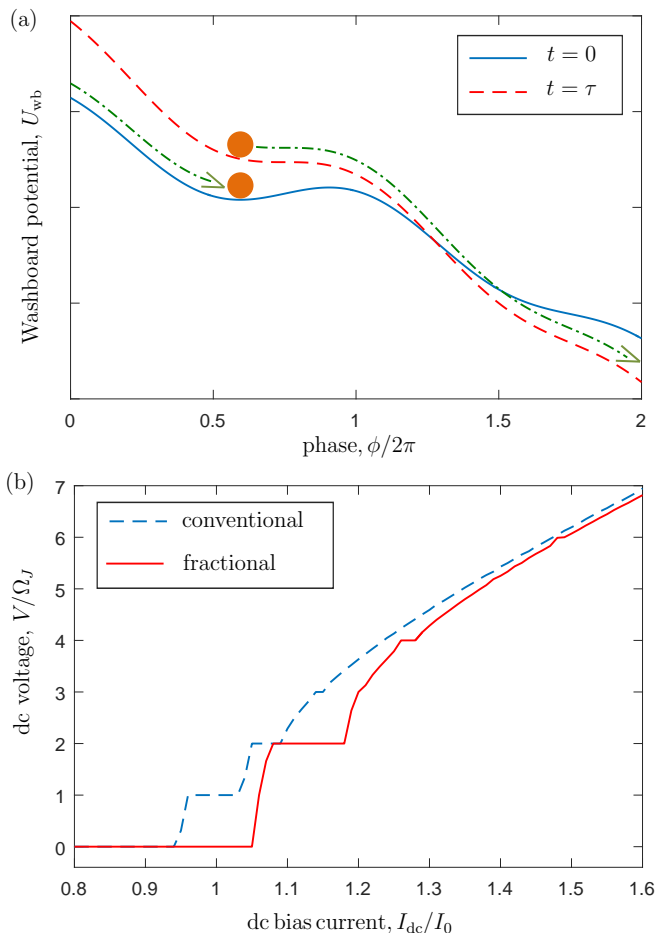 (a)
Washboard potential, U_wb
t = 0
t = τ
0 0.5 1 1.5 2
phase, ϕ/2π
(b)
dc voltage, V/Ω_J
7
6
5
4
3
2
1
0
conventional
fractional
0.8 0.9 1 1.1 1.2 1.3 1.4 1.5 1.6
dc bias current, I_dc/I_0